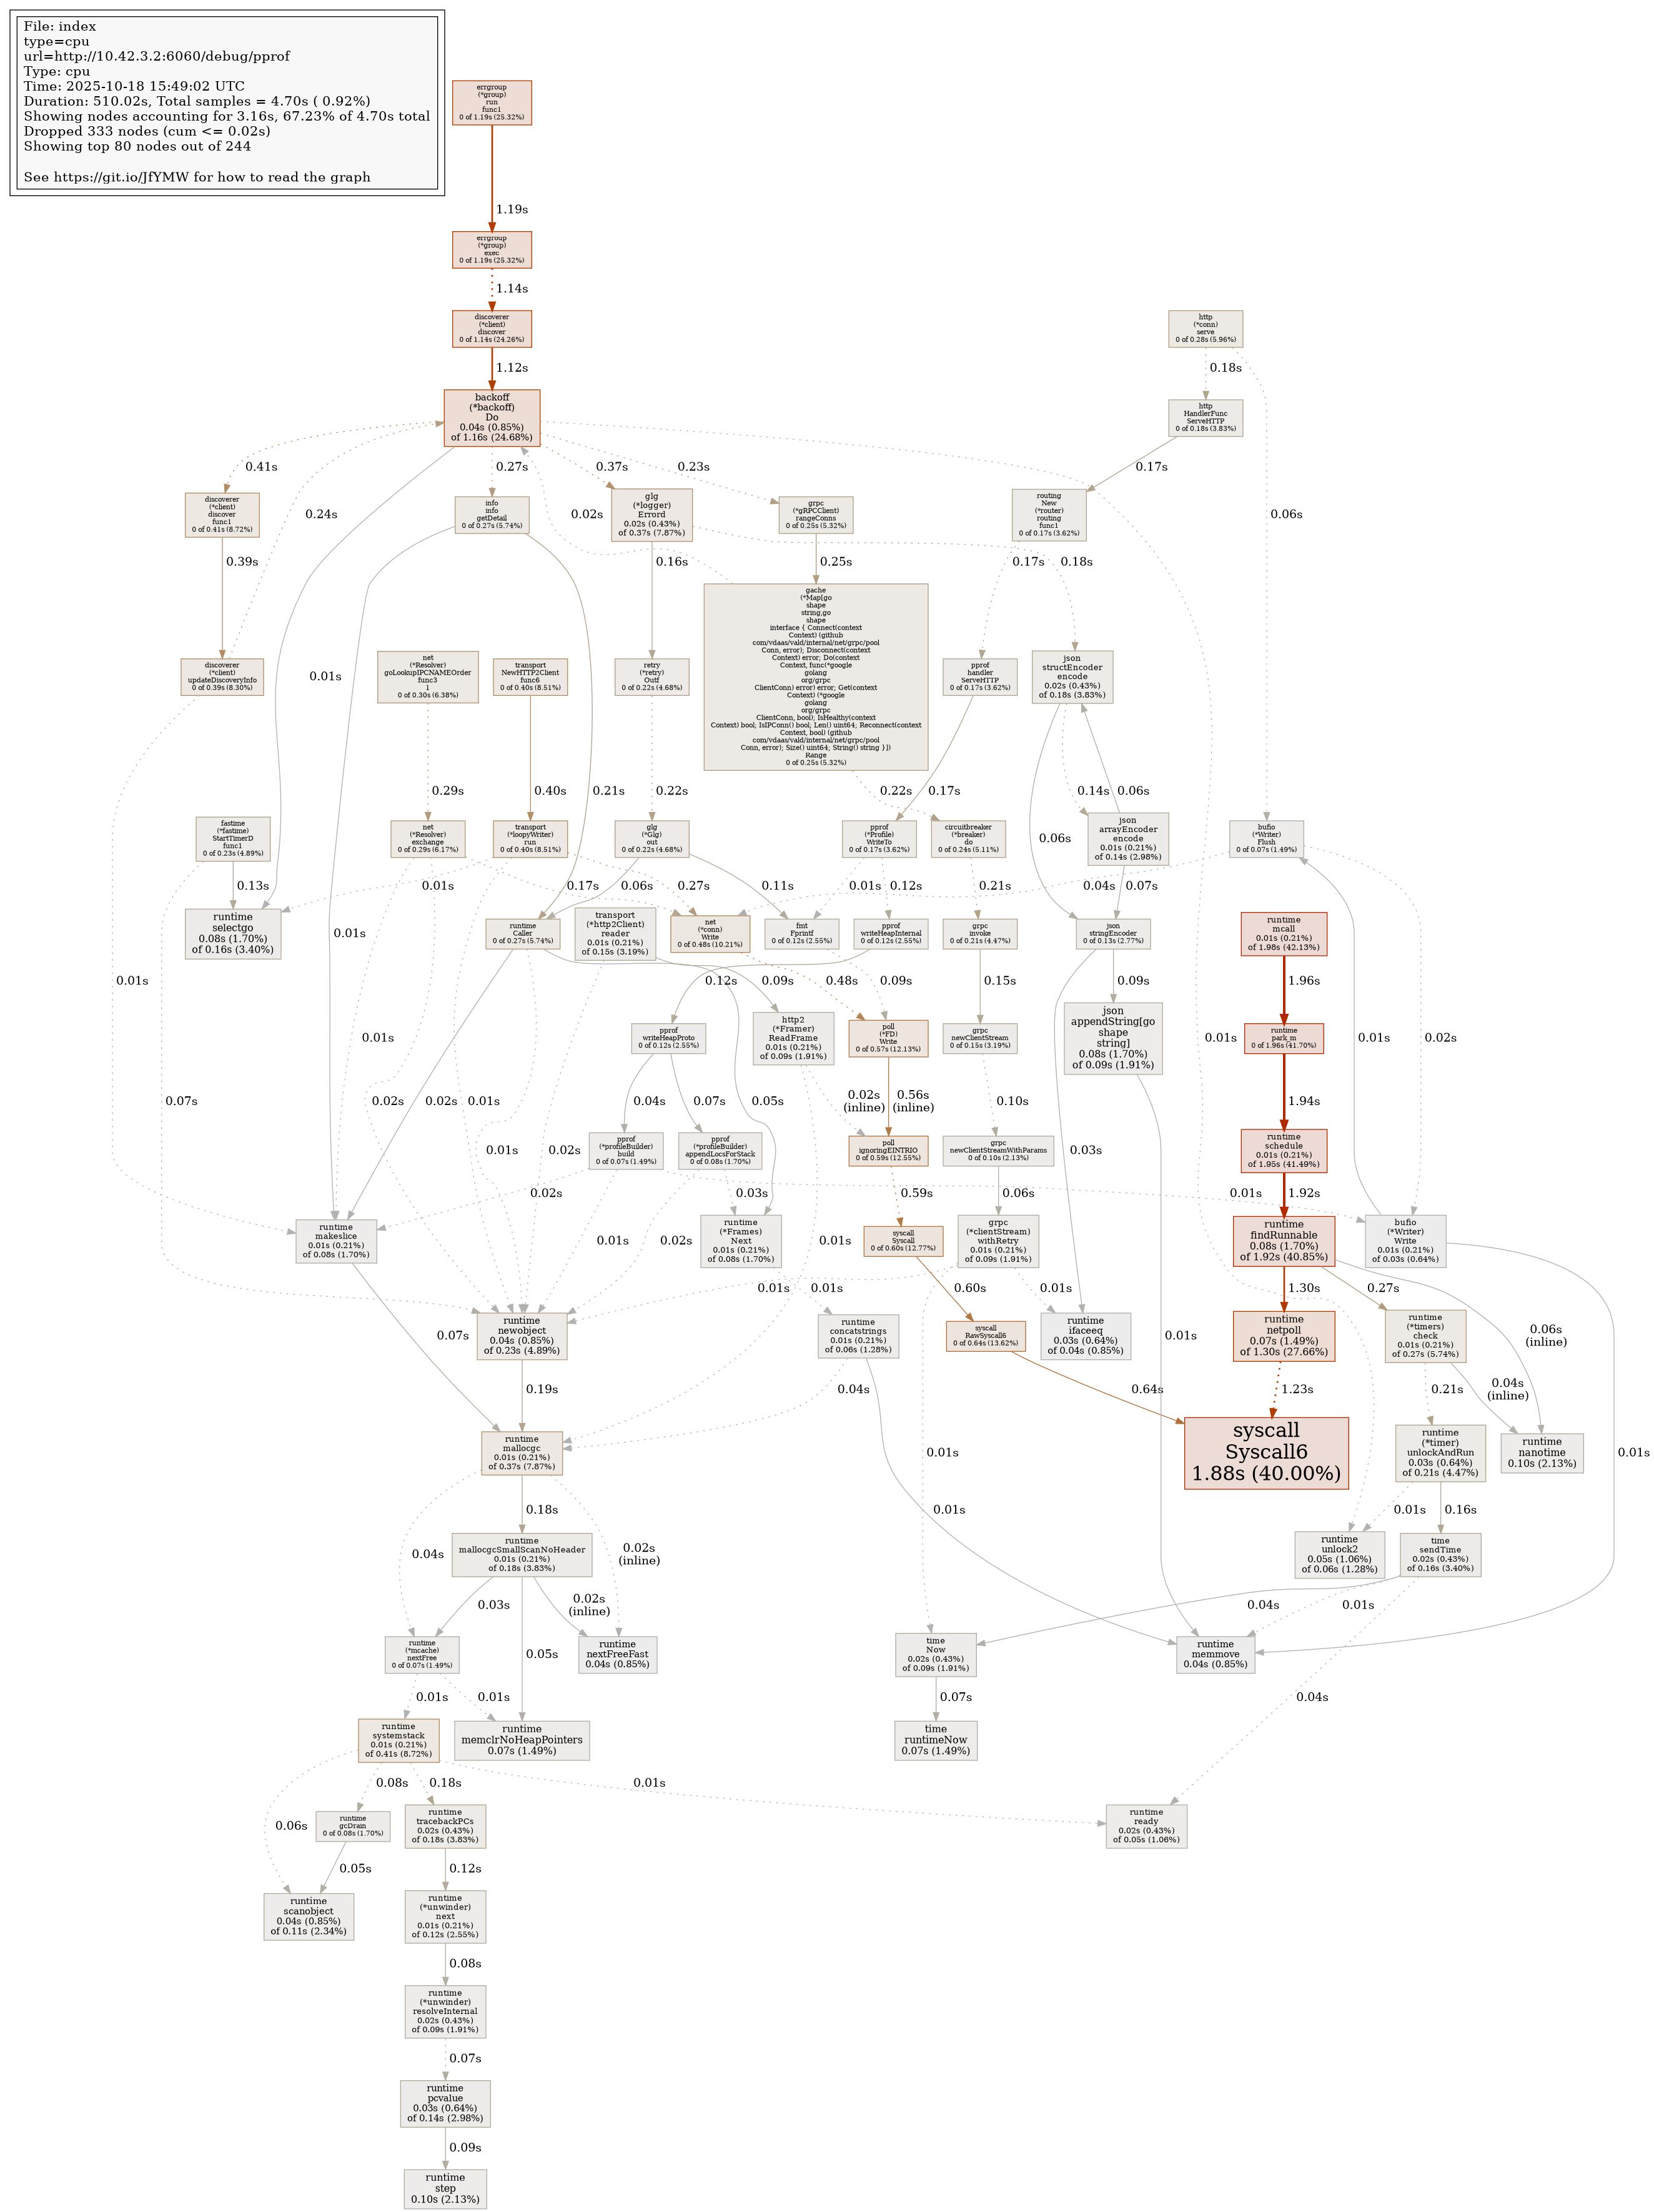 File: index
type=cpu
url=http://10.42.3.2:6060/debug/pprof
Type: cpu
Time: 2025-10-18 15:49:02 UTC
Duration: 510.02s, Total samples = 4.70s ( 0.92%)
Showing nodes accounting for 3.16s, 67.23% of 4.70s total
Dropped 333 nodes (cum <= 0.02s)
Showing top 80 nodes out of 244
See https://git.io/JfYMW for how to read the graph
errgroup
(*group)
run
func1
0 of 1.19s (25.32%)
1.19s
errgroup
(*group)
exec
0 of 1.19s (25.32%)
1.14s
discoverer
(*client)
discover
0 of 1.14s (24.26%)
1.12s
http
(*conn)
serve
0 of 0.28s (5.96%)
0.18s
backoff
(*backoff)
Do
0.04s (0.85%)
of 1.16s (24.68%)
http
HandlerFunc
ServeHTTP
0 of 0.18s (3.83%)
0.41s
0.27s
0.37s
0.23s
0.17s
discoverer
(*client)
discover
func1
0 of 0.41s (8.72%)
0.24s
info
info
getDetail
0 of 0.27s (5.74%)
0.02s
glg
(*logger)
Errord
0.02s (0.43%)
of 0.37s (7.87%)
grpc
(*gRPCClient)
rangeConns
0 of 0.25s (5.32%)
routing
New
(*router)
routing
func1
0 of 0.17s (3.62%)
0.06s
0.39s
0.16s
0.25s
0.17s
0.18s
gache
(*Map[go
shape
string,go
shape
interface { Connect(context
Context) (github
com/vdaas/vald/internal/net/grpc/pool
Conn, error); Disconnect(context
Context) error; Do(context
Context, func(*google
golang
org/grpc
ClientConn) error) error; Get(context
Context) (*google
golang
org/grpc
ClientConn, bool); IsHealthy(context
Context) bool; IsIPConn() bool; Len() uint64; Reconnect(context
Context, bool) (github
com/vdaas/vald/internal/net/grpc/pool
Conn, error); Size() uint64; String() string }])
Range
0 of 0.25s (5.32%)
discoverer
(*client)
updateDiscoveryInfo
0 of 0.39s (8.30%)
0.01s
net
(*Resolver)
goLookupIPCNAMEOrder
func3
1
0 of 0.30s (6.38%)
transport
NewHTTP2Client
func6
0 of 0.40s (8.51%)
retry
(*retry)
Outf
0 of 0.22s (4.68%)
pprof
handler
ServeHTTP
0 of 0.17s (3.62%)
json
structEncoder
encode
0.02s (0.43%)
of 0.18s (3.83%)
0.29s
0.40s
0.21s
0.22s
0.22s
0.17s
0.14s
0.06s
fastime
(*fastime)
StartTimerD
func1
0 of 0.23s (4.89%)
net
(*Resolver)
exchange
0 of 0.29s (6.17%)
transport
(*loopyWriter)
run
0 of 0.40s (8.51%)
glg
(*Glg)
out
0 of 0.22s (4.68%)
pprof
(*Profile)
WriteTo
0 of 0.17s (3.62%)
circuitbreaker
(*breaker)
do
0 of 0.24s (5.11%)
0.06s
json
arrayEncoder
encode
0.01s (0.21%)
of 0.14s (2.98%)
bufio
(*Writer)
Flush
0 of 0.07s (1.49%)
0.13s
0.01s
0.17s
0.06s
0.27s
0.11s
0.01s
0.12s
0.21s
0.04s
0.07s
runtime
selectgo
0.08s (1.70%)
of 0.16s (3.40%)
0.01s
runtime
Caller
0 of 0.27s (5.74%)
transport
(*http2Client)
reader
0.01s (0.21%)
of 0.15s (3.19%)
net
(*conn)
Write
0 of 0.48s (10.21%)
fmt
Fprintf
0 of 0.12s (2.55%)
pprof
writeHeapInternal
0 of 0.12s (2.55%)
grpc
invoke
0 of 0.21s (4.47%)
json
stringEncoder
0 of 0.13s (2.77%)
runtime
mcall
0.01s (0.21%)
of 1.98s (42.13%)
0.01s
0.12s
0.09s
0.48s
0.09s
0.15s
0.09s
1.96s
0.01s
pprof
writeHeapProto
0 of 0.12s (2.55%)
http2
(*Framer)
ReadFrame
0.01s (0.21%)
of 0.09s (1.91%)
poll
(*FD)
Write
0 of 0.57s (12.13%)
grpc
newClientStream
0 of 0.15s (3.19%)
json
appendString[go
shape
string]
0.08s (1.70%)
of 0.09s (1.91%)
0.01s
runtime
park_m
0 of 1.96s (41.70%)
0.01s
0.02s
0.07s
0.02s
0.02s
0.01s
0.04s
0.07s
0.05s
0.02s
(inline)
0.56s
(inline)
0.10s
1.94s
0.01s
0.02s
pprof
(*profileBuilder)
build
0 of 0.07s (1.49%)
pprof
(*profileBuilder)
appendLocsForStack
0 of 0.08s (1.70%)
poll
ignoringEINTRIO
0 of 0.59s (12.55%)
grpc
newClientStreamWithParams
0 of 0.10s (2.13%)
0.03s
runtime
schedule
0.01s (0.21%)
of 1.95s (41.49%)
0.02s
0.03s
0.59s
0.06s
0.01s
1.92s
runtime
makeslice
0.01s (0.21%)
of 0.08s (1.70%)
0.01s
0.02s
runtime
(*Frames)
Next
0.01s (0.21%)
of 0.08s (1.70%)
0.01s
syscall
Syscall
0 of 0.60s (12.77%)
grpc
(*clientStream)
withRetry
0.01s (0.21%)
of 0.09s (1.91%)
runtime
findRunnable
0.08s (1.70%)
of 1.92s (40.85%)
bufio
(*Writer)
Write
0.01s (0.21%)
of 0.03s (0.64%)
0.01s
0.01s
0.60s
0.01s
1.30s
0.27s
0.07s
runtime
newobject
0.04s (0.85%)
of 0.23s (4.89%)
runtime
concatstrings
0.01s (0.21%)
of 0.06s (1.28%)
syscall
RawSyscall6
0 of 0.64s (13.62%)
runtime
ifaceeq
0.03s (0.64%)
of 0.04s (0.85%)
0.01s
runtime
netpoll
0.07s (1.49%)
of 1.30s (27.66%)
runtime
(*timers)
check
0.01s (0.21%)
of 0.27s (5.74%)
0.06s
(inline)
0.19s
0.04s
0.64s
1.23s
0.21s
0.04s
(inline)
runtime
mallocgc
0.01s (0.21%)
of 0.37s (7.87%)
0.01s
syscall
Syscall6
1.88s (40.00%)
runtime
(*timer)
unlockAndRun
0.03s (0.64%)
of 0.21s (4.47%)
runtime
nanotime
0.10s (2.13%)
0.01s
0.18s
0.01s
0.01s
0.16s
0.04s
runtime
mallocgcSmallScanNoHeader
0.01s (0.21%)
of 0.18s (3.83%)
0.02s
(inline)
runtime
unlock2
0.05s (1.06%)
of 0.06s (1.28%)
time
sendTime
0.02s (0.43%)
of 0.16s (3.40%)
0.03s
0.02s
(inline)
0.04s
0.01s
runtime
(*mcache)
nextFree
0 of 0.07s (1.49%)
0.05s
runtime
nextFreeFast
0.04s (0.85%)
time
Now
0.02s (0.43%)
of 0.09s (1.91%)
runtime
memmove
0.04s (0.85%)
0.01s
0.01s
0.07s
0.04s
runtime
systemstack
0.01s (0.21%)
of 0.41s (8.72%)
runtime
memclrNoHeapPointers
0.07s (1.49%)
time
runtimeNow
0.07s (1.49%)
0.08s
0.18s
0.01s
0.06s
runtime
gcDrain
0 of 0.08s (1.70%)
runtime
tracebackPCs
0.02s (0.43%)
of 0.18s (3.83%)
runtime
ready
0.02s (0.43%)
of 0.05s (1.06%)
0.05s
0.12s
runtime
scanobject
0.04s (0.85%)
of 0.11s (2.34%)
runtime
(*unwinder)
next
0.01s (0.21%)
of 0.12s (2.55%)
0.08s
runtime
(*unwinder)
resolveInternal
0.02s (0.43%)
of 0.09s (1.91%)
0.07s
runtime
pcvalue
0.03s (0.64%)
of 0.14s (2.98%)
0.09s
runtime
step
0.10s (2.13%)